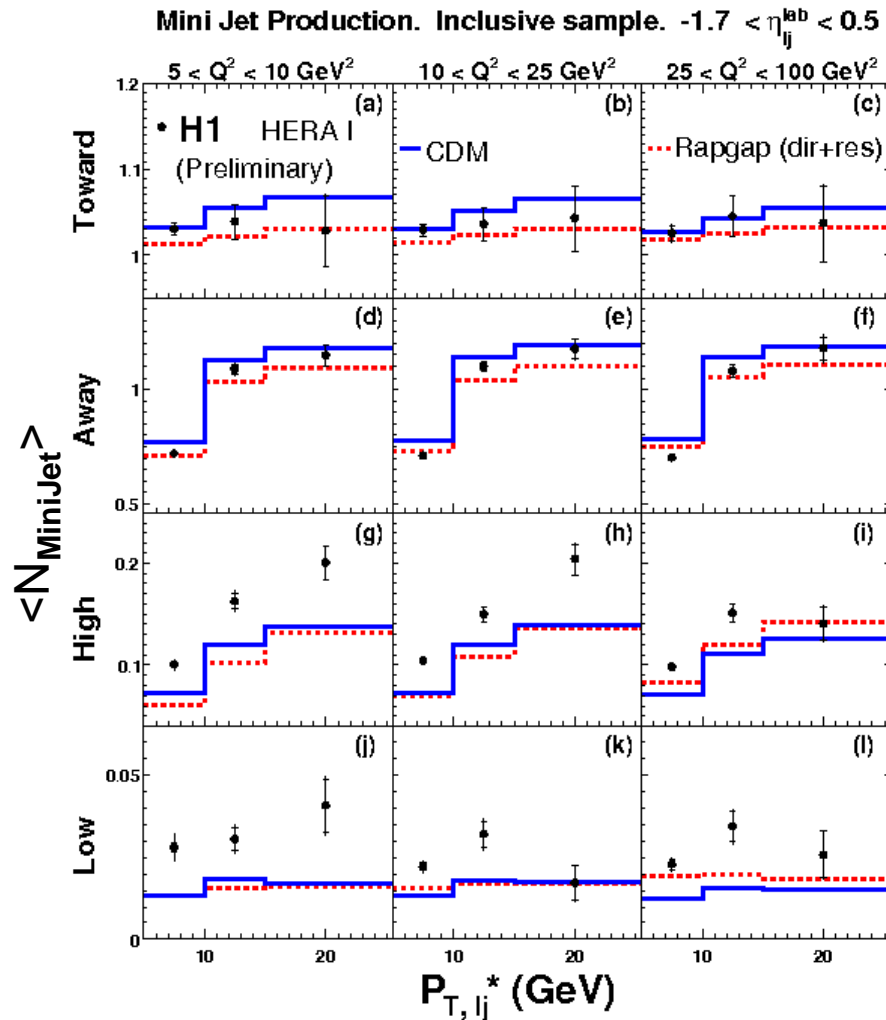 Mini Jet Production. Inclusive sample. -1.7 < η_lj^lab < 0.5
5 < Q² < 10 GeV² 10 < Q² < 25 GeV² 25 < Q² < 100 GeV²
1.2
(a) (b) (c)
H1 HERA I
(Preliminary)
CDM
Rapgap (dir+res)
1.1
Toward
1
(d) (e) (f)
1
Away
0.5
<N_MiniJet>
(g) (h) (i)
0.2
High
0.1
(j) (k) (l)
0.05
Low
0
10 20 10 20 10 20
P_T, lj* (GeV)